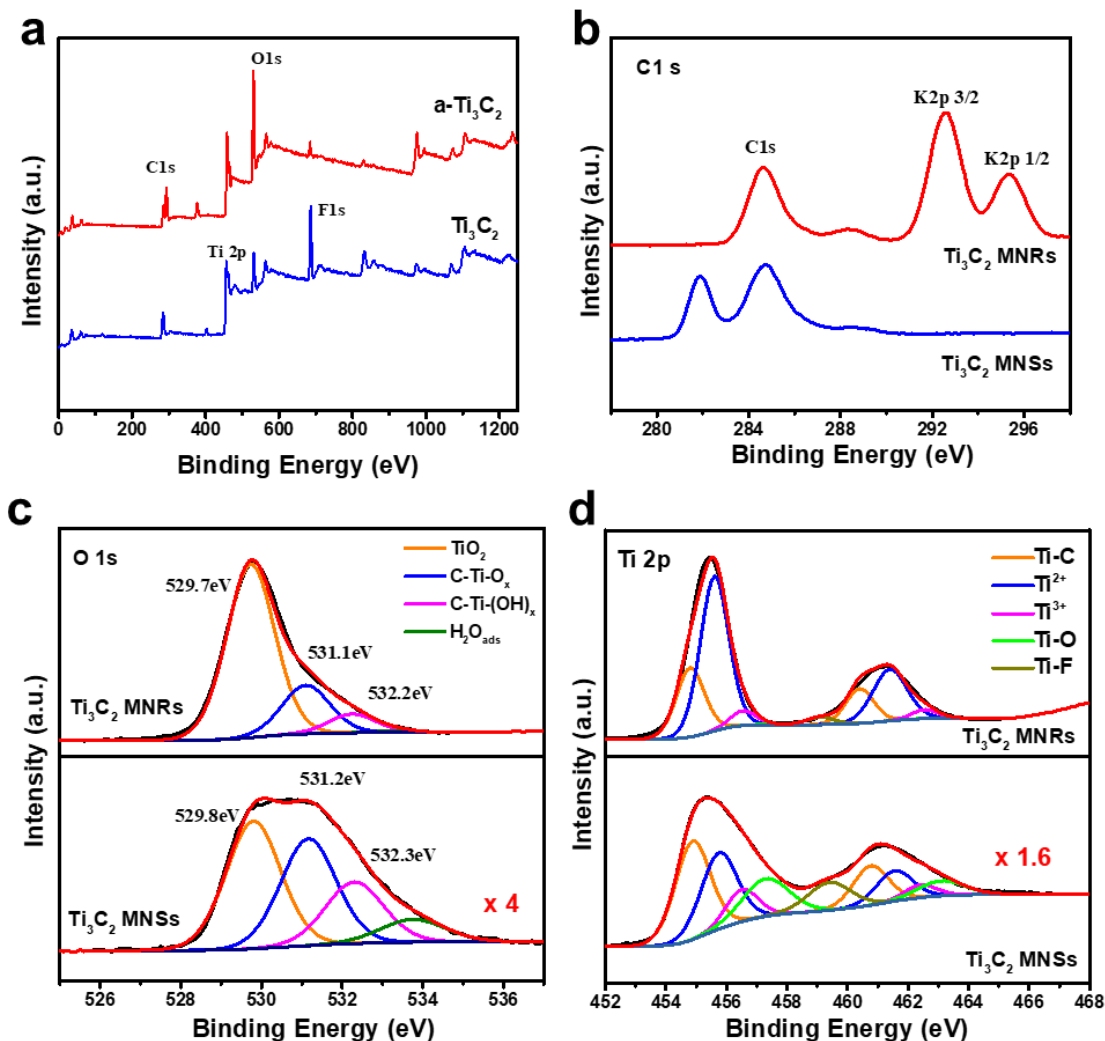 a
O1s
a-Ti₃C₂
C1s
F1s
Ti₃C₂
Ti 2p
Intensity (a.u.)
0 200 400 600 800 1000 1200
Binding Energy (eV)
b
C1 s
K2p 3/2
C1s
K2p 1/2
Ti₃C₂ MNRs
Ti₃C₂ MNSs
Intensity (a.u.)
280 284 288 292 296
Binding Energy (eV)
c
O 1s
TiO₂
C-Ti-Oₓ
C-Ti-(OH)ₓ
H₂Oads
529.7eV
531.1eV
532.2eV
Ti₃C₂ MNRs
531.2eV
529.8eV
532.3eV
x 4
Ti₃C₂ MNSs
Intensity (a.u.)
526 528 530 532 534 536
Binding Energy (eV)
d
Ti 2p
Ti-C
Ti²⁺
Ti³⁺
Ti-O
Ti-F
Ti₃C₂ MNRs
x 1.6
Ti₃C₂ MNSs
Intensity (a.u.)
452 454 456 458 460 462 464 466 468
Binding Energy (eV)